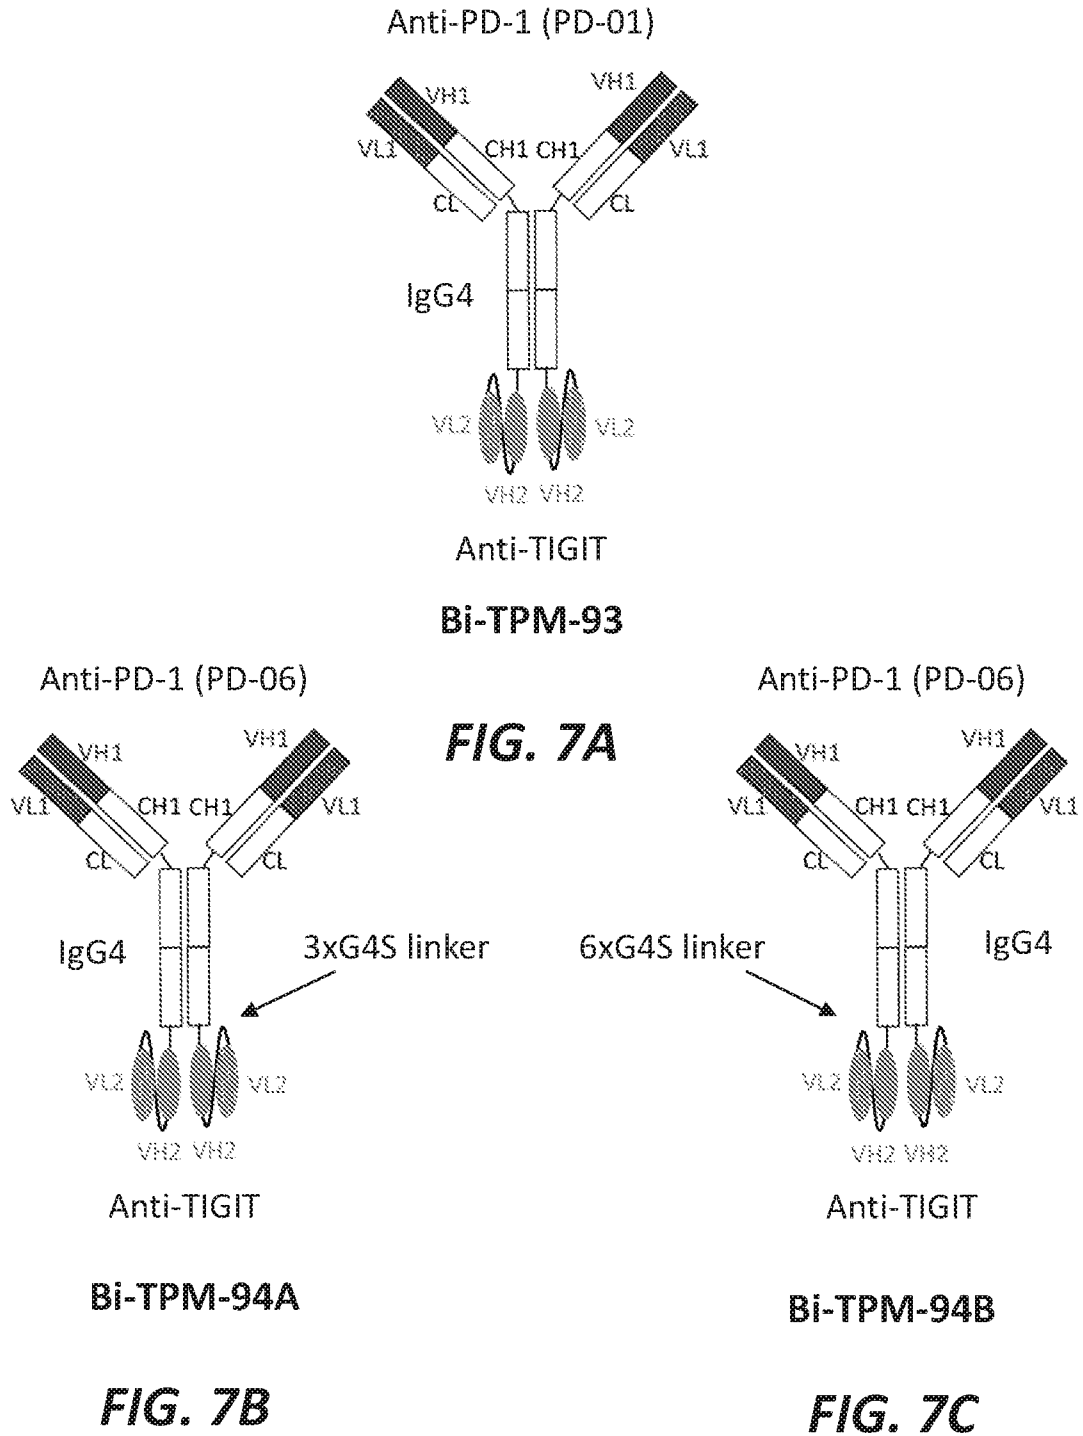 Anti-PD-1 (PD-01)
VH1 VH1
VL1 CH1 CH1 VL1
CL CL
IgG4
VL2 VL2
VH2 VH2
Anti-TIGIT
Bi-TPM-93
FIG. 7A
Anti-PD-1 (PD-06)
VH1 VH1
VL1 CH1 CH1 VL1
CL CL
IgG4 3xG4S linker
VL2 VL2
VH2 VH2
Anti-TIGIT
Bi-TPM-94A
FIG. 7B
Anti-PD-1 (PD-06)
VH1 VH1
VL1 CH1 CH1 VL1
CL CL
6xG4S linker IgG4
VL2 VL2
VH2 VH2
Anti-TIGIT
Bi-TPM-94B
FIG. 7C